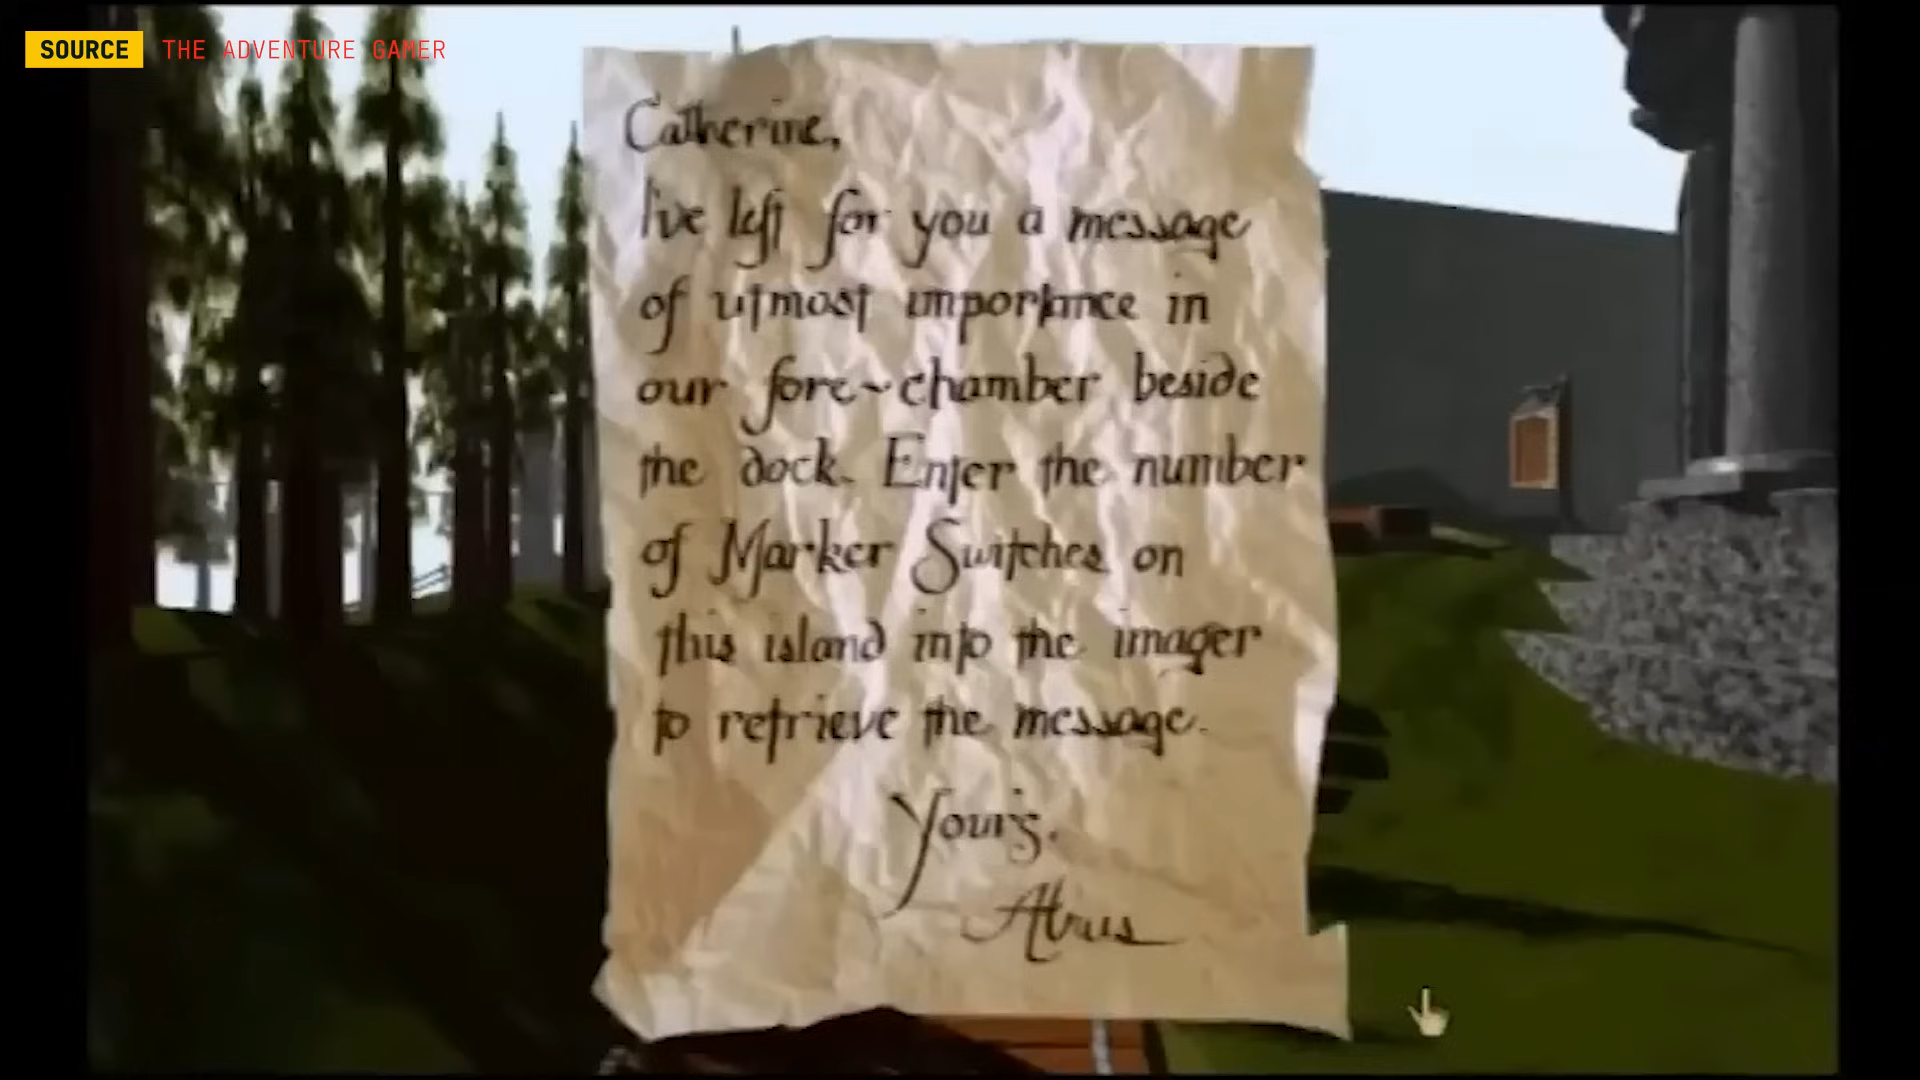 SOURCE THE ADVENTURE GAMER
Catherine,
I've left for you a message
of utmost importance in
our fore~chamber beside
the dock. Enter the number
of Marker Switches on
this island into the imager
to retrieve the message.
Yours,
Atrus